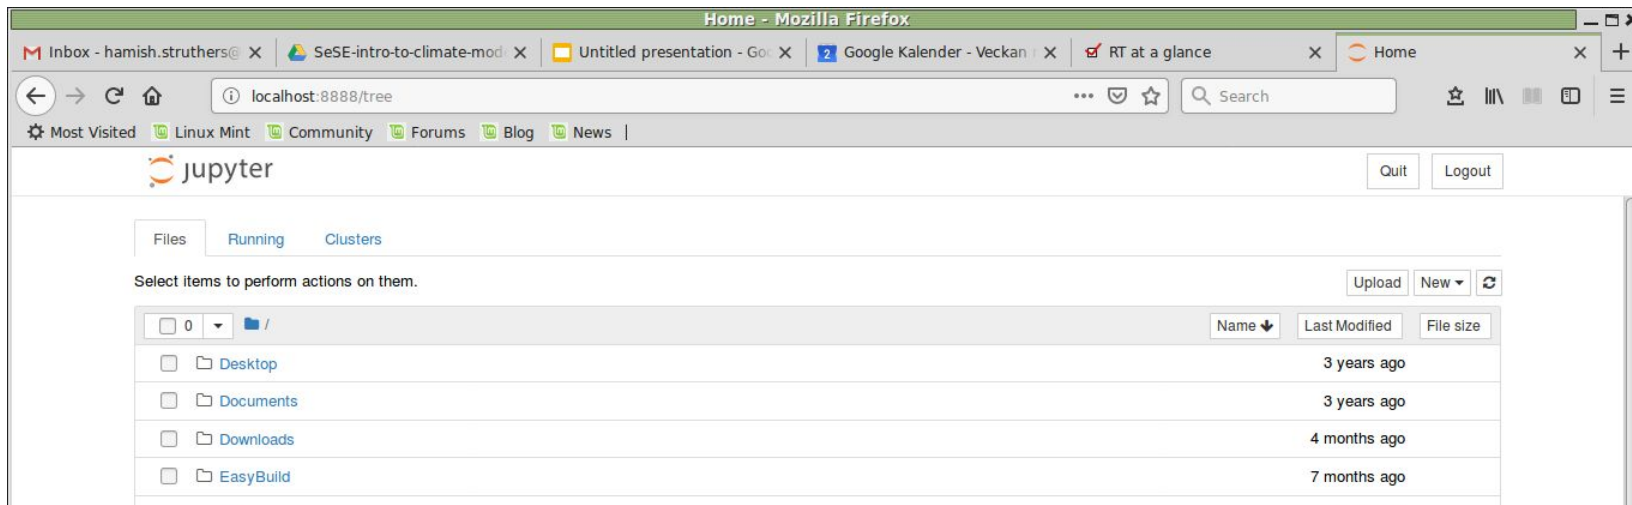 Home - Mozilla Firefox
Inbox - hamish.struthers@ SeSE-intro-to-climate-mod Untitled presentation - Goo Google Kalender - Veckan RT at a glance Home
localhost:8888/tree Search
Most Visited Linux Mint Community Forums Blog News
jupyter Quit Logout
Files Running Clusters
Select items to perform actions on them. Upload New
0 / Name Last Modified File size
Desktop 3 years ago
Documents 3 years ago
Downloads 4 months ago
EasyBuild 7 months ago